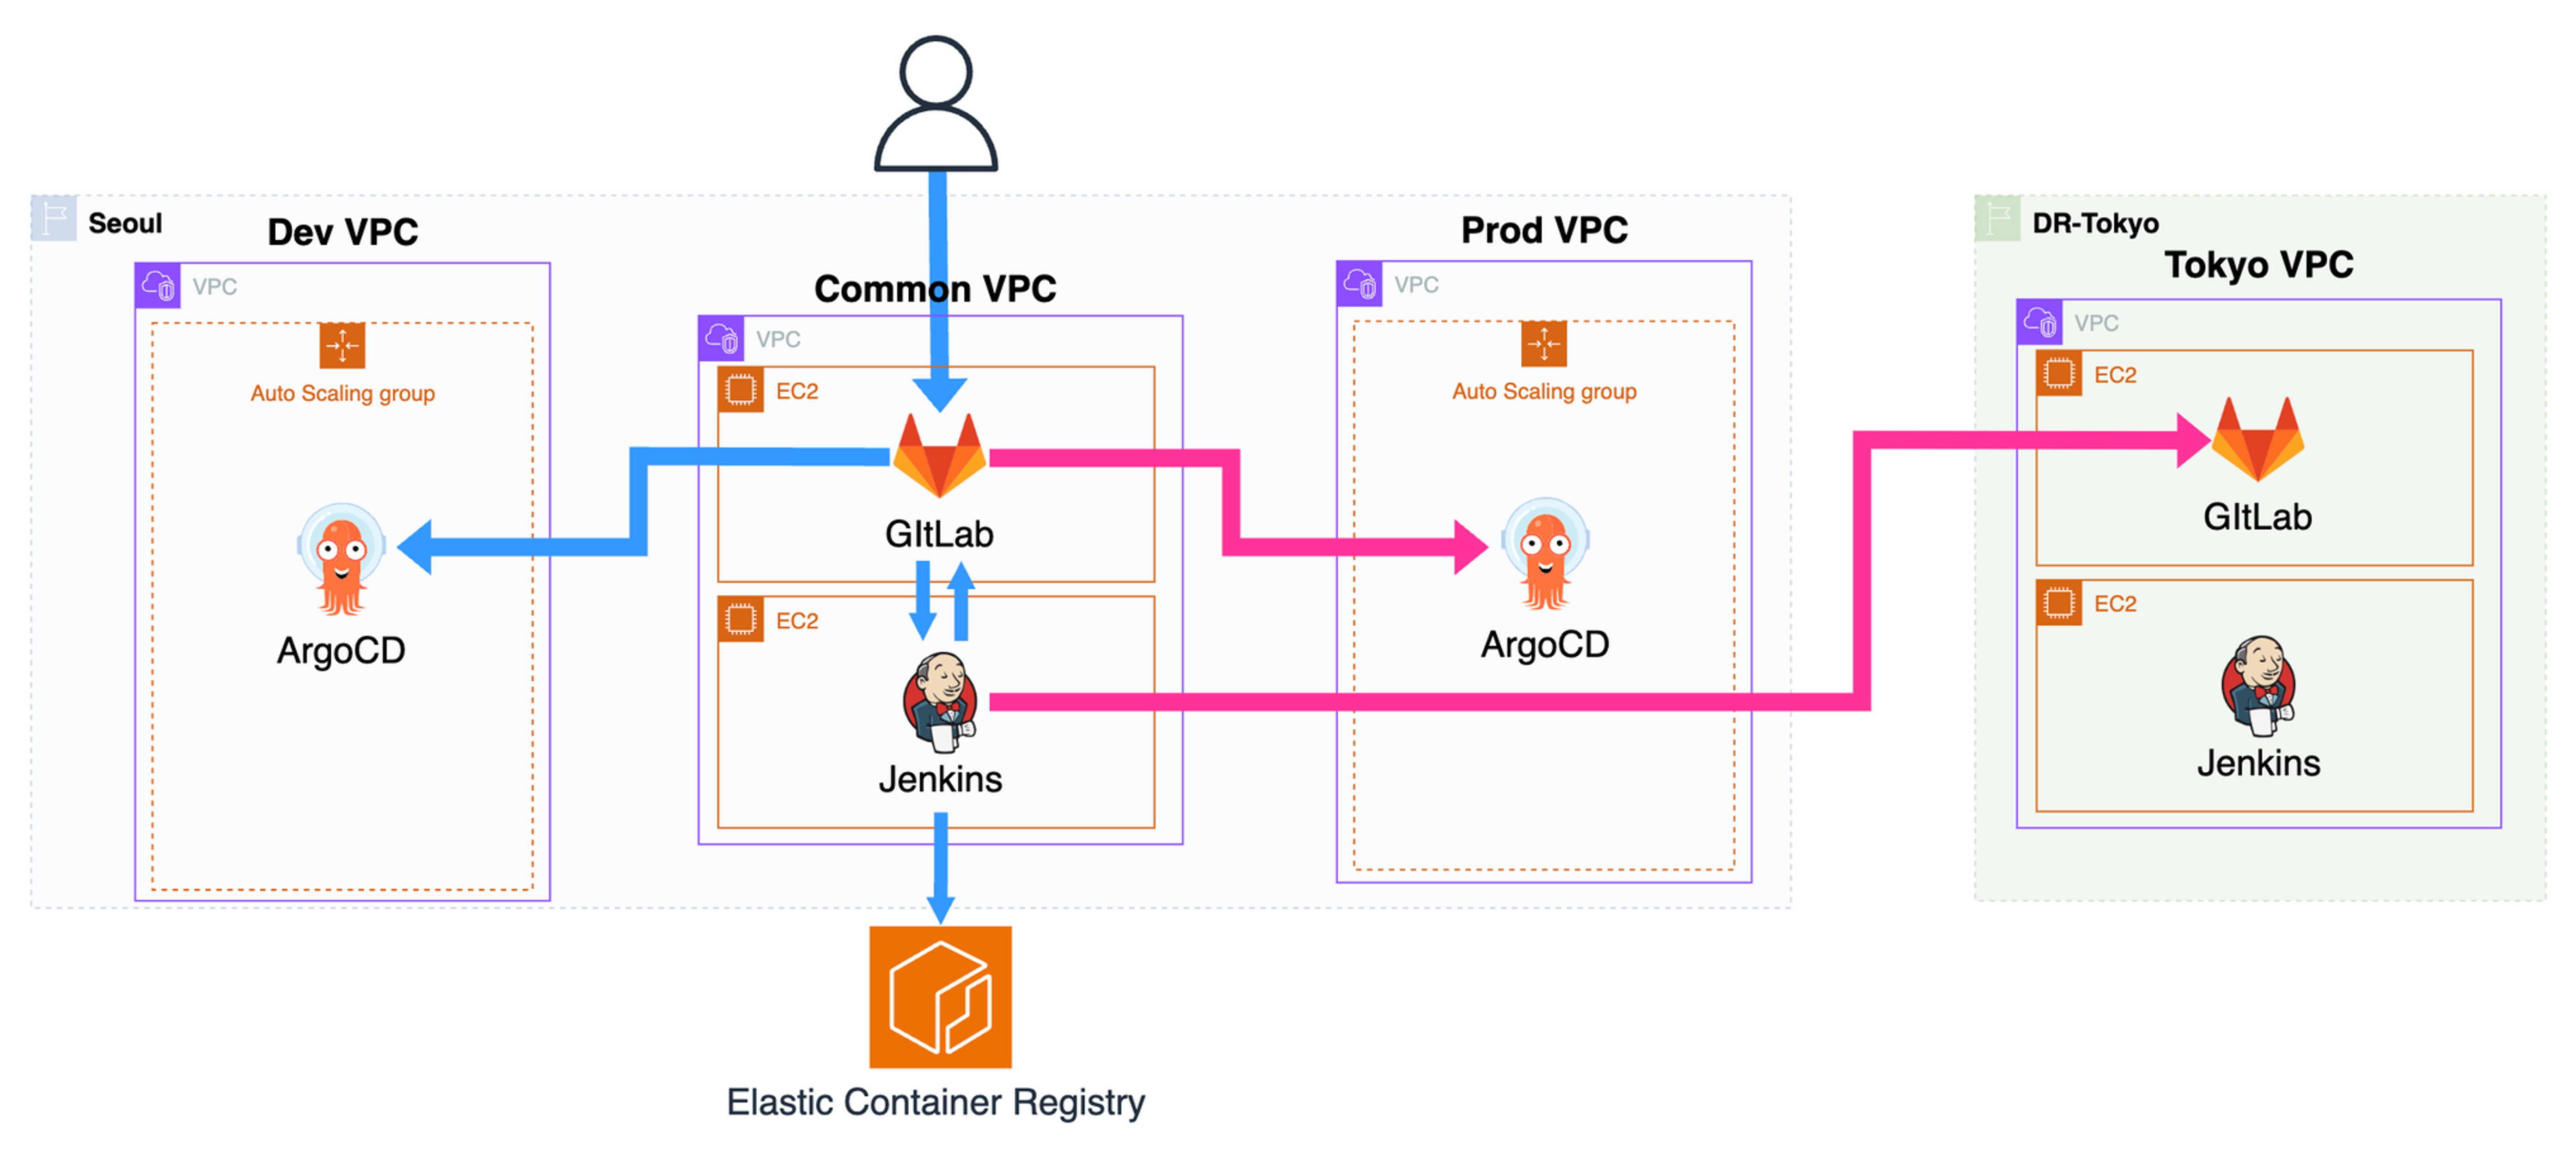 Seoul
Dev VPC
VPC
Auto Scaling group
ArgoCD
Common VPC
VPC
EC2
GItLab
EC2
Jenkins
Elastic Container Registry
Prod VPC
VPC
Auto Scaling group
ArgoCD
DR-Tokyo
Tokyo VPC
VPC
EC2
GItLab
EC2
Jenkins